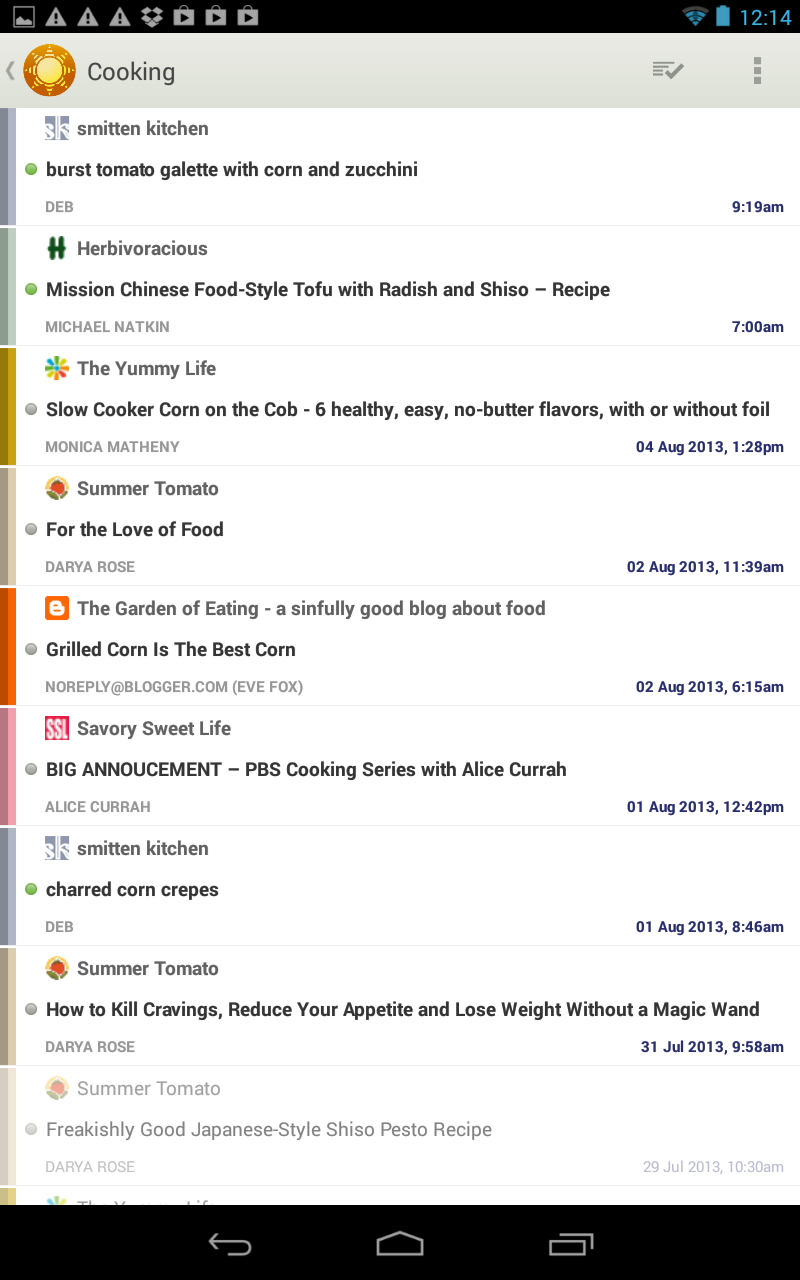 12:14
Cooking
smitten kitchen
burst tomato galette with corn and zucchini
DEB 9:19am
Herbivoracious
Mission Chinese Food-Style Tofu with Radish and Shiso – Recipe
MICHAEL NATKIN 7:00am
The Yummy Life
Slow Cooker Corn on the Cob - 6 healthy, easy, no-butter flavors, with or without foil
MONICA MATHENY 04 Aug 2013, 1:28pm
Summer Tomato
For the Love of Food
DARYA ROSE 02 Aug 2013, 11:39am
The Garden of Eating - a sinfully good blog about food
Grilled Corn Is The Best Corn
NOREPLY@BLOGGER.COM (EVE FOX) 02 Aug 2013, 6:15am
SSL Savory Sweet Life
BIG ANNOUCEMENT – PBS Cooking Series with Alice Currah
ALICE CURRAH 01 Aug 2013, 12:42pm
smitten kitchen
charred corn crepes
DEB 01 Aug 2013, 8:46am
Summer Tomato
How to Kill Cravings, Reduce Your Appetite and Lose Weight Without a Magic Wand
DARYA ROSE 31 Jul 2013, 9:58am
Summer Tomato
Freakishly Good Japanese-Style Shiso Pesto Recipe
DARYA ROSE 29 Jul 2013, 10:30am
The Yummy Life